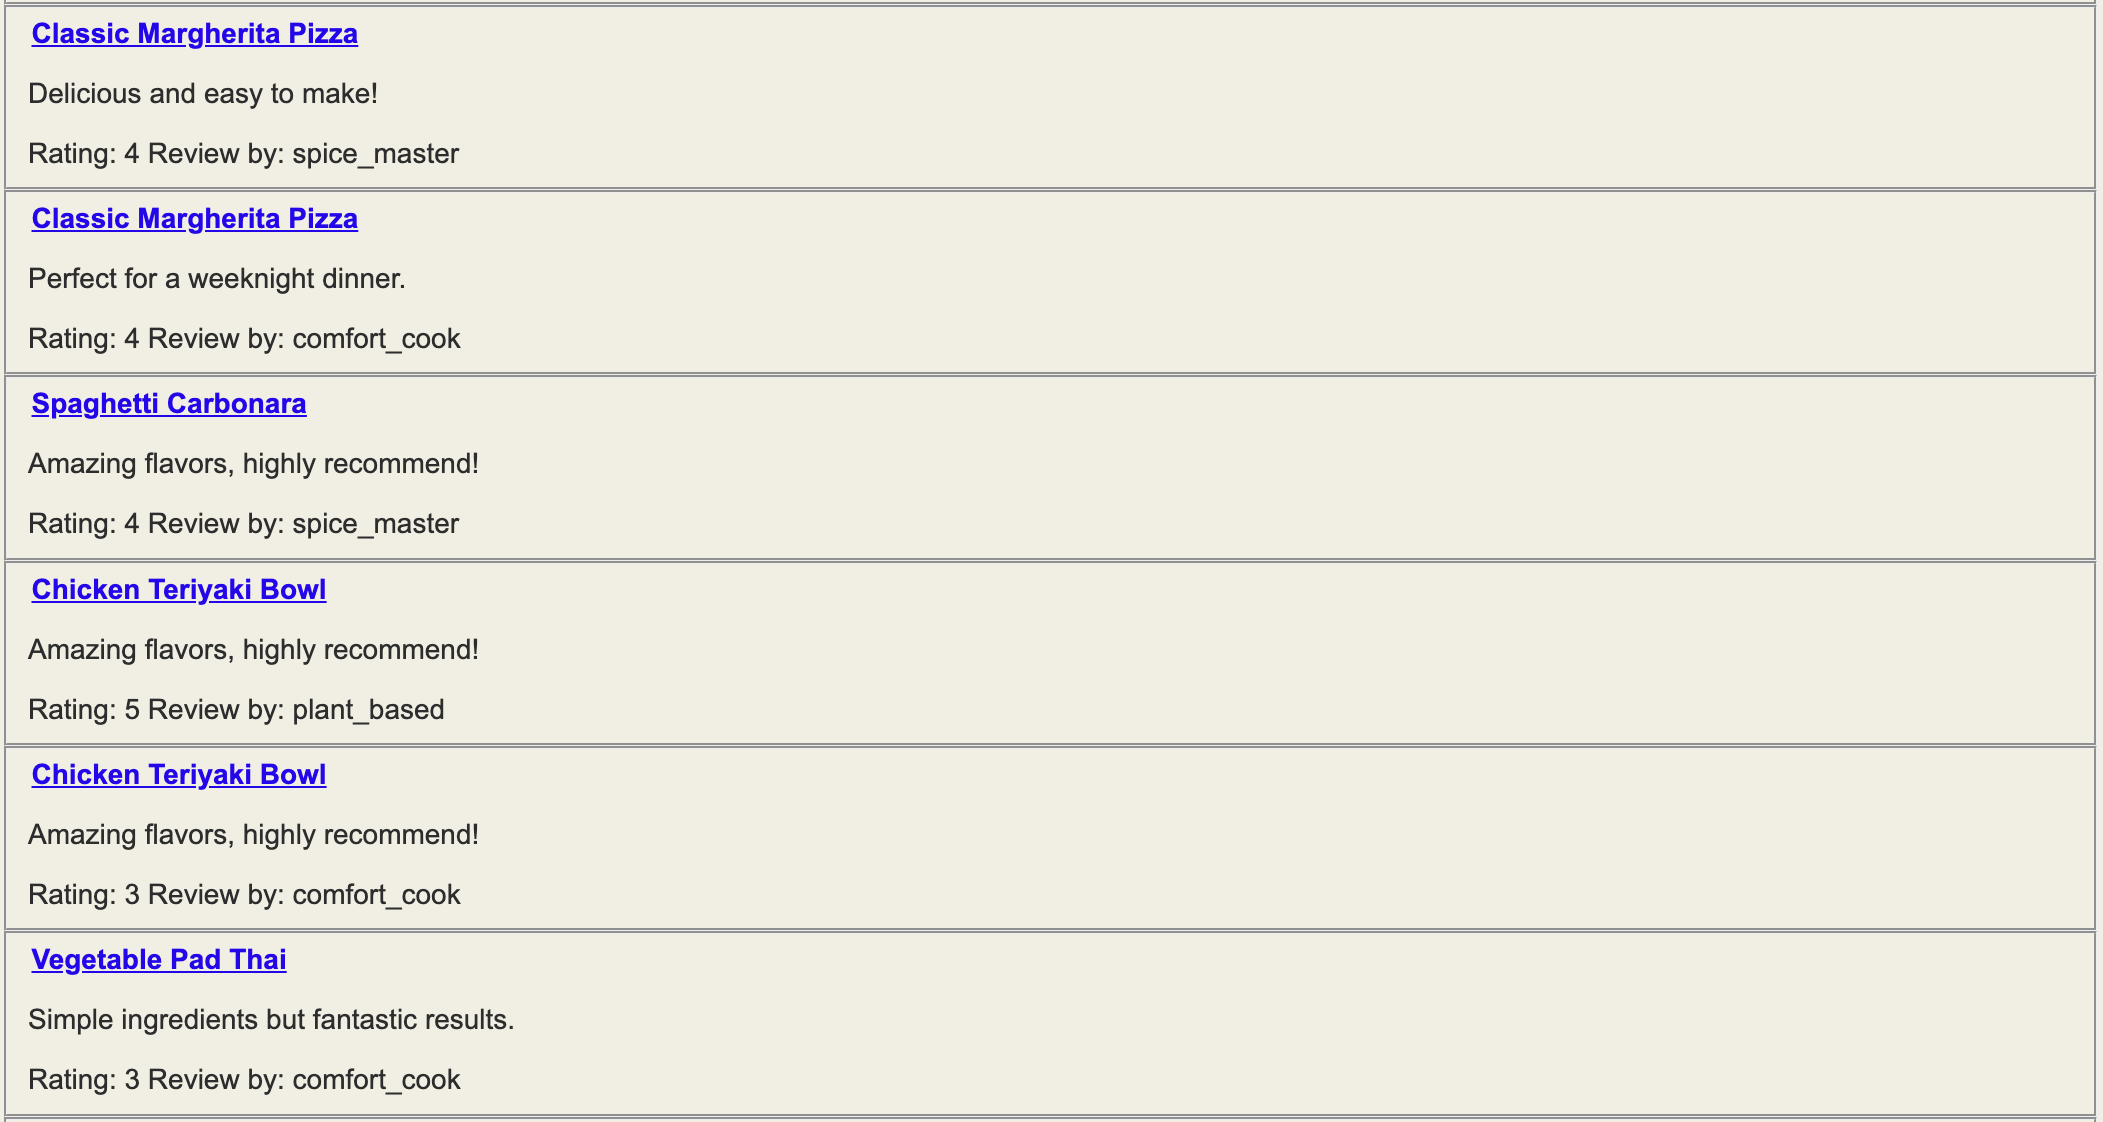 Classic Margherita Pizza
Delicious and easy to make!
Rating: 4 Review by: spice_master
Classic Margherita Pizza
Perfect for a weeknight dinner.
Rating: 4 Review by: comfort_cook
Spaghetti Carbonara
Amazing flavors, highly recommend!
Rating: 4 Review by: spice_master
Chicken Teriyaki Bowl
Amazing flavors, highly recommend!
Rating: 5 Review by: plant_based
Chicken Teriyaki Bowl
Amazing flavors, highly recommend!
Rating: 3 Review by: comfort_cook
Vegetable Pad Thai
Simple ingredients but fantastic results.
Rating: 3 Review by: comfort_cook